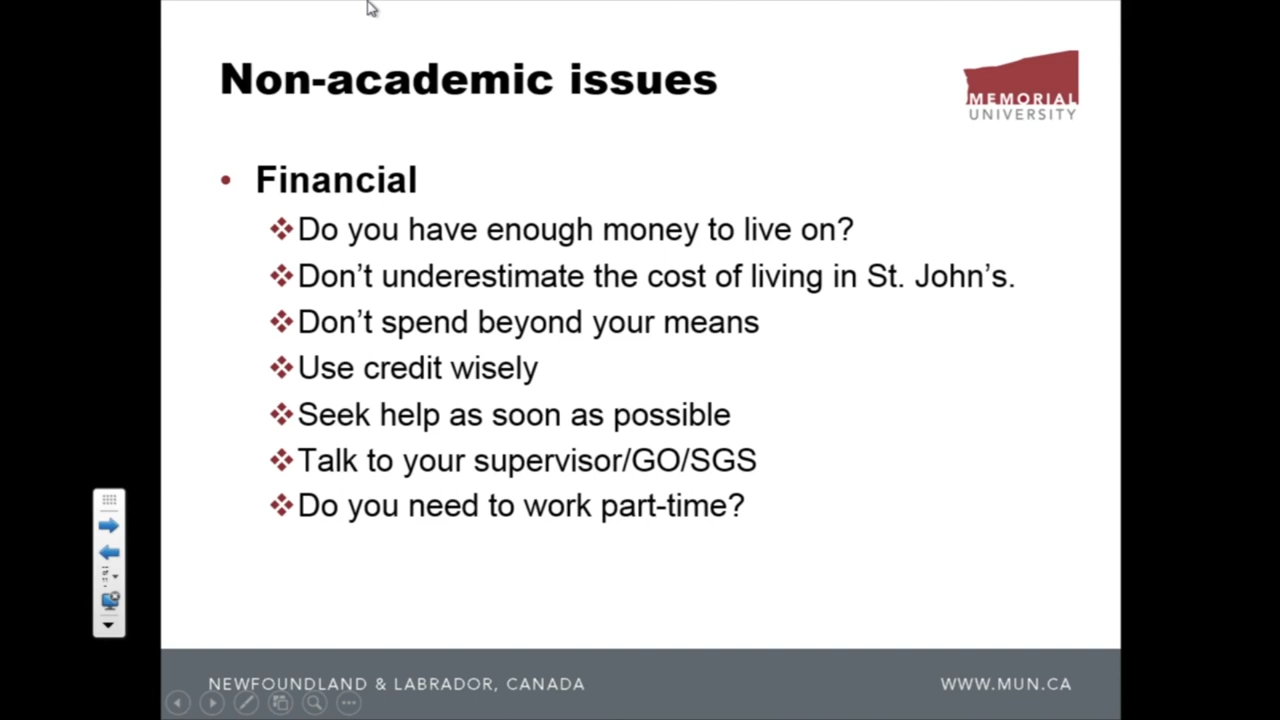 Non-academic issues
MEMORIAL
UNIVERSITY
• Financial
❖Do you have enough money to live on?
❖Don’t underestimate the cost of living in St. John’s.
❖Don’t spend beyond your means
❖Use credit wisely
❖Seek help as soon as possible
❖Talk to your supervisor/GO/SGS
❖Do you need to work part-time?
NEWFOUNDLAND & LABRADOR, CANADA
WWW.MUN.CA